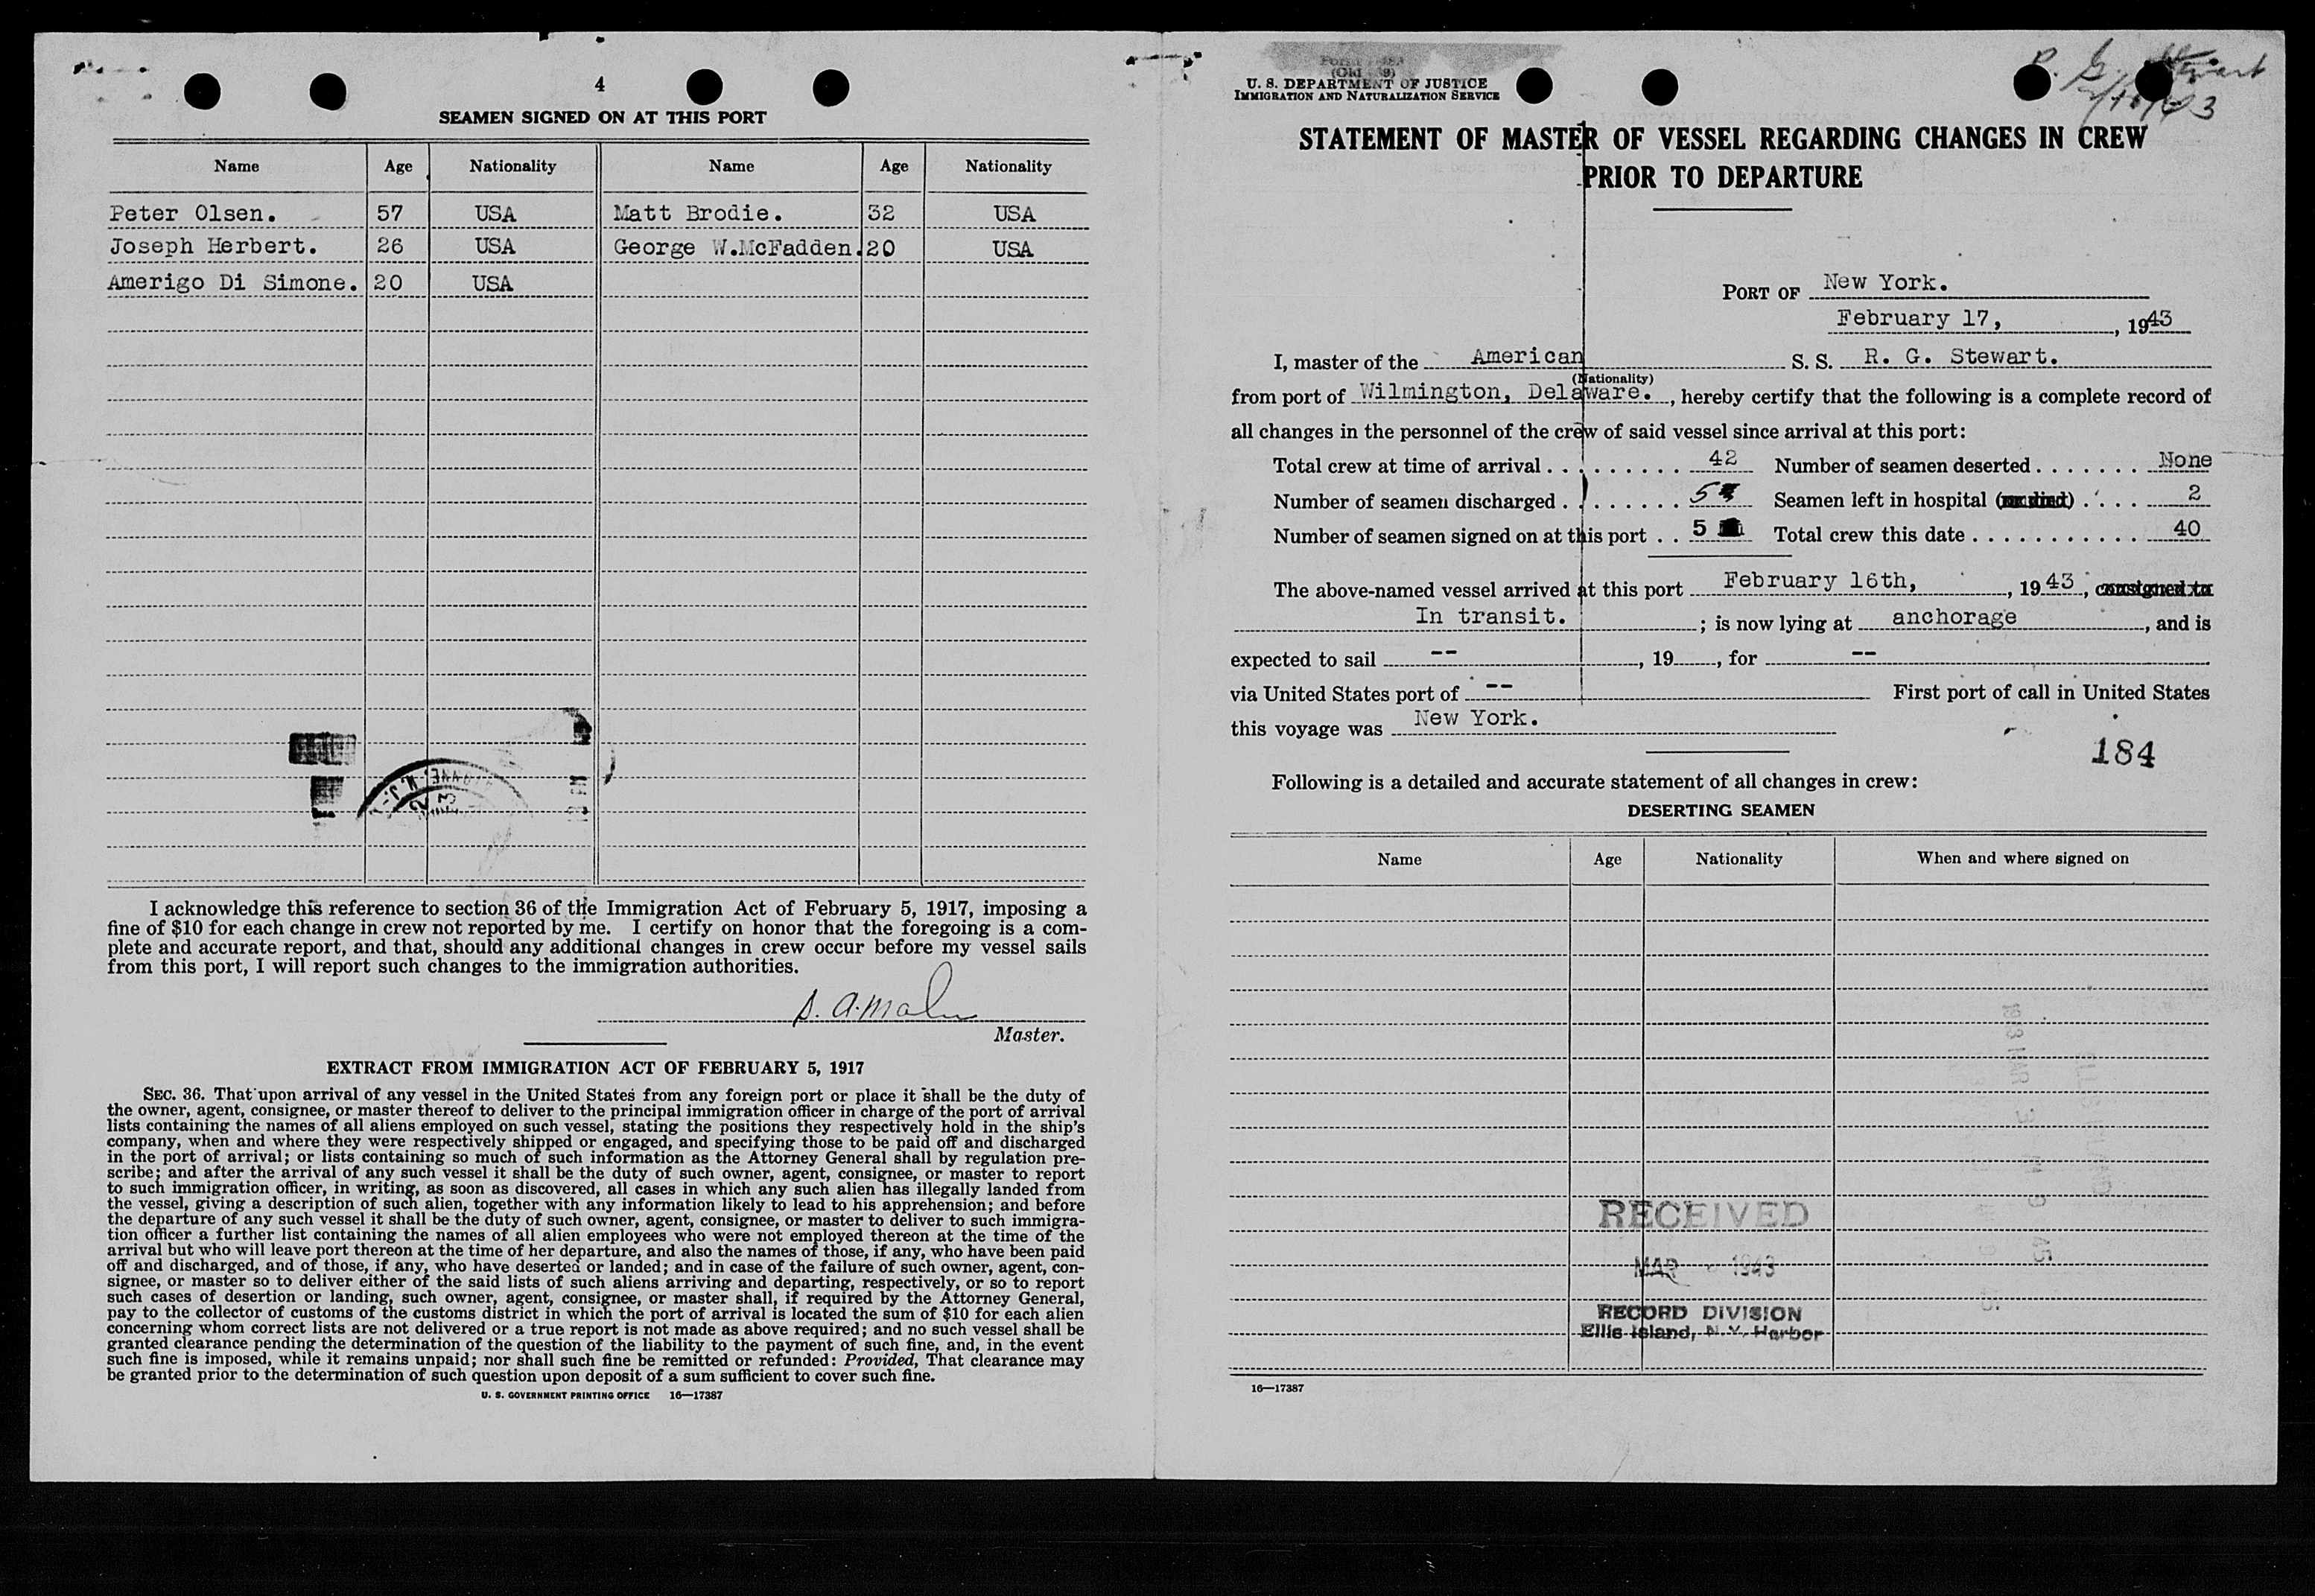 4
SEAMEN SIGNED ON AT THIS PORT
Name Age Nationality Name Age Nationality
Peter Olsen. 57 USA Matt Brodie. 32 USA
Joseph Herbert. 26 USA George W.McFadden. 20 USA
Amerigo Di Simone. 20 USA
I acknowledge this reference to section 36 of the Immigration Act of February 5, 1917, imposing a
fine of $10 for each change in crew not reported by me. I certify on honor that the foregoing is a com-
plete and accurate report, and that, should any additional changes in crew occur before my vessel sails
from this port, I will report such changes to the immigration authorities.
Master.
EXTRACT FROM IMMIGRATION ACT OF FEBRUARY 5, 1917
SEC. 36. That upon arrival of any vessel in the United States from any foreign port or place it shall be the duty of
the owner, agent, consignee, or master thereof to deliver to the principal immigration officer in charge of the port of arrival
lists containing the names of all aliens employed on such vessel, stating the positions they respectively hold in the ship's
company, when and where they were respectively shipped or engaged, and specifying those to be paid off and discharged
in the port of arrival; or lists containing so much of such information as the Attorney General shall by regulation pre-
scribe; and after the arrival of any such vessel it shall be the duty of such owner, agent, consignee, or master to report
to such immigration officer, in writing, as soon as discovered, all cases in which any such alien has illegally landed from
the vessel, giving a description of such alien, together with any information likely to lead to his apprehension; and before
the departure of any such vessel it shall be the duty of such owner, agent, consignee, or master to deliver to such immigra-
tion officer a further list containing the names of all alien employees who were not employed thereon at the time of the
arrival but who will leave port thereon at the time of her departure, and also the names of those, if any, who have been paid
off and discharged, and of those, if any, who have deserted or landed; and in case of the failure of such owner, agent, con-
signee, or master so to deliver either of the said lists of such aliens arriving and departing, respectively, or so to report
such cases of desertion or landing, such owner, agent, consignee, or master shall, if required by the Attorney General,
pay to the collector of customs of the customs district in which the port of arrival is located the sum of $10 for each alien
concerning whom correct lists are not delivered or a true report is not made as above required; and no such vessel shall be
granted clearance pending the determination of the question of the liability to the payment of such fine, and, in the event
such fine is imposed, while it remains unpaid; nor shall such fine be remitted or refunded: Provided, That clearance may
be granted prior to the determination of such question upon deposit of a sum sufficient to cover such fine.
U. S. GOVERNMENT PRINTING OFFICE 16—17387
U. S. DEPARTMENT OF JUSTICE
IMMIGRATION AND NATURALIZATION SERVICE
STATEMENT OF MASTER OF VESSEL REGARDING CHANGES IN CREW
PRIOR TO DEPARTURE
PORT OF New York.
February 17, , 1943
I, master of the American S. S. R. G. Stewart.
(Nationality)
from port of Wilmington, Delaware. , hereby certify that the following is a complete record of
all changes in the personnel of the crew of said vessel since arrival at this port:
Total crew at time of arrival 42 Number of seamen deserted None
Number of seamen discharged 5 Seamen left in hospital (or died) 2
Number of seamen signed on at this port 5 Total crew this date 40
The above-named vessel arrived at this port February 16th, , 1943, consigned to
In transit. ; is now lying at anchorage , and is
expected to sail -- , 19 , for --
via United States port of -- First port of call in United States
this voyage was New York.
184
Following is a detailed and accurate statement of all changes in crew:
DESERTING SEAMEN
Name Age Nationality When and where signed on
RECEIVED
MAR 1943
RECORD DIVISION
Ellis Island, N.Y. Harbor
16—17387